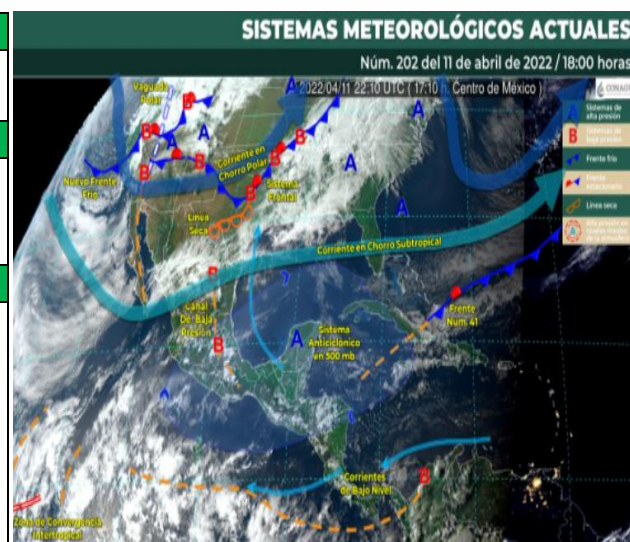 SISTEMAS METEOROLÓGICOS ACTUALES
Núm. 202 del 11 de abril de 2022 / 18:00 horas
2022/04/11 22:10 UTC ( 17:10 h. Centro de México )
CONAGUA
Vaguada
Polar
B
A
A
A
Sistemas de
alta presión
B
B
A
A
B
Sistemas de
baja presión
B
B
Corriente en
Chorro Polar
B
A
Frente frío
Nuevo Frente
Frío
B
B
Sistema
Frontal
Frente
estacionario
A
Línea
Seca
Línea seca
Corriente en Chorro Subtropical
A
B
Canal
De Baja
Presión
Frente
Núm. 41
Sistema
Anticiclónico
en 500 mb
A
B
Corrientes
de Bajo Nivel
B
Zona de Convergencia
Intertropical